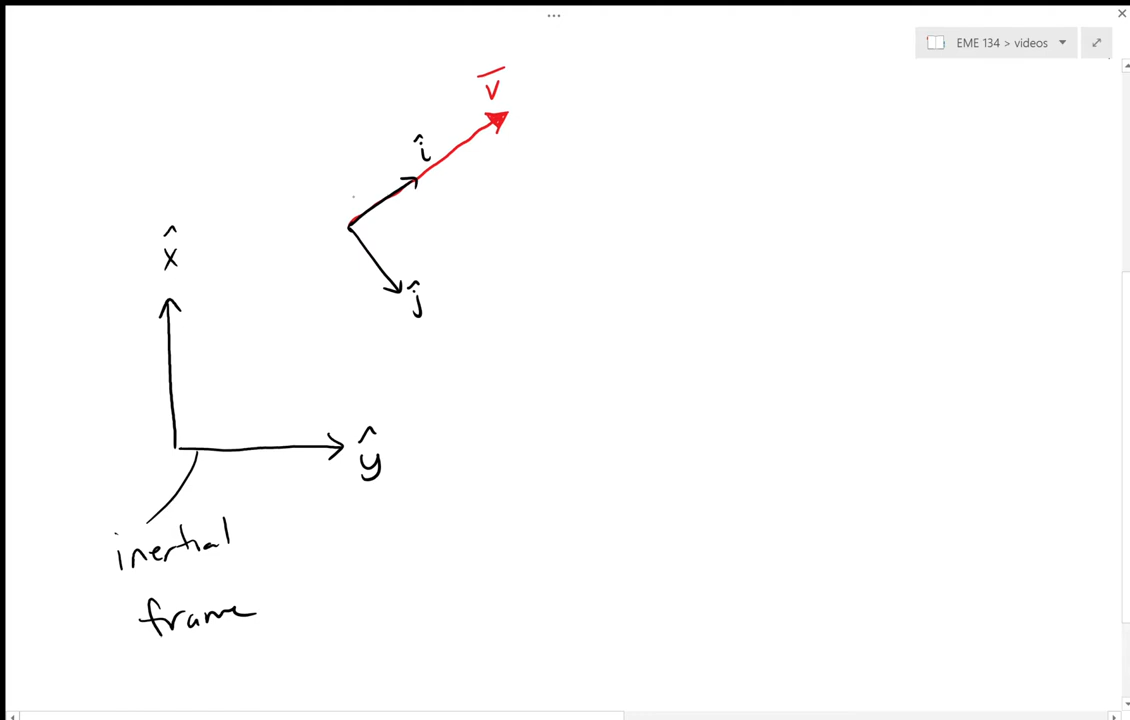 EME 134 > videos
v̅
î
ĵ
x̂
ŷ
inertial
frame